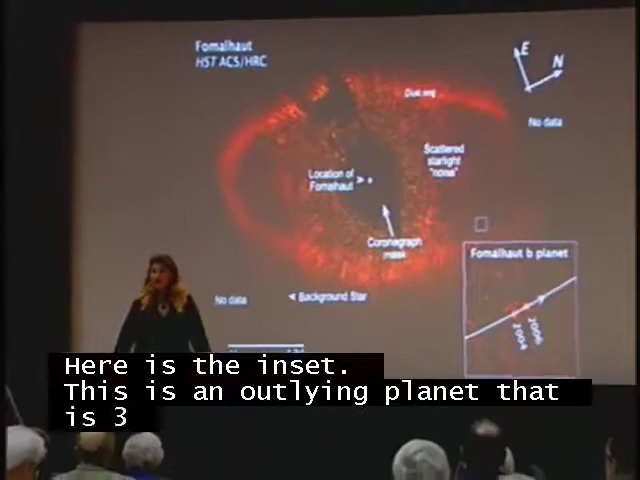 Fomalhaut
HST ACS/HRC
E
N
Dust ring
No data
Scattered
starlight
"noise"
Location of
Fomalhaut
Coronagraph
mask
Fomalhaut b planet
No data
Background Star
2004
2006
Here is the inset.
This is an outlying planet that
is 3